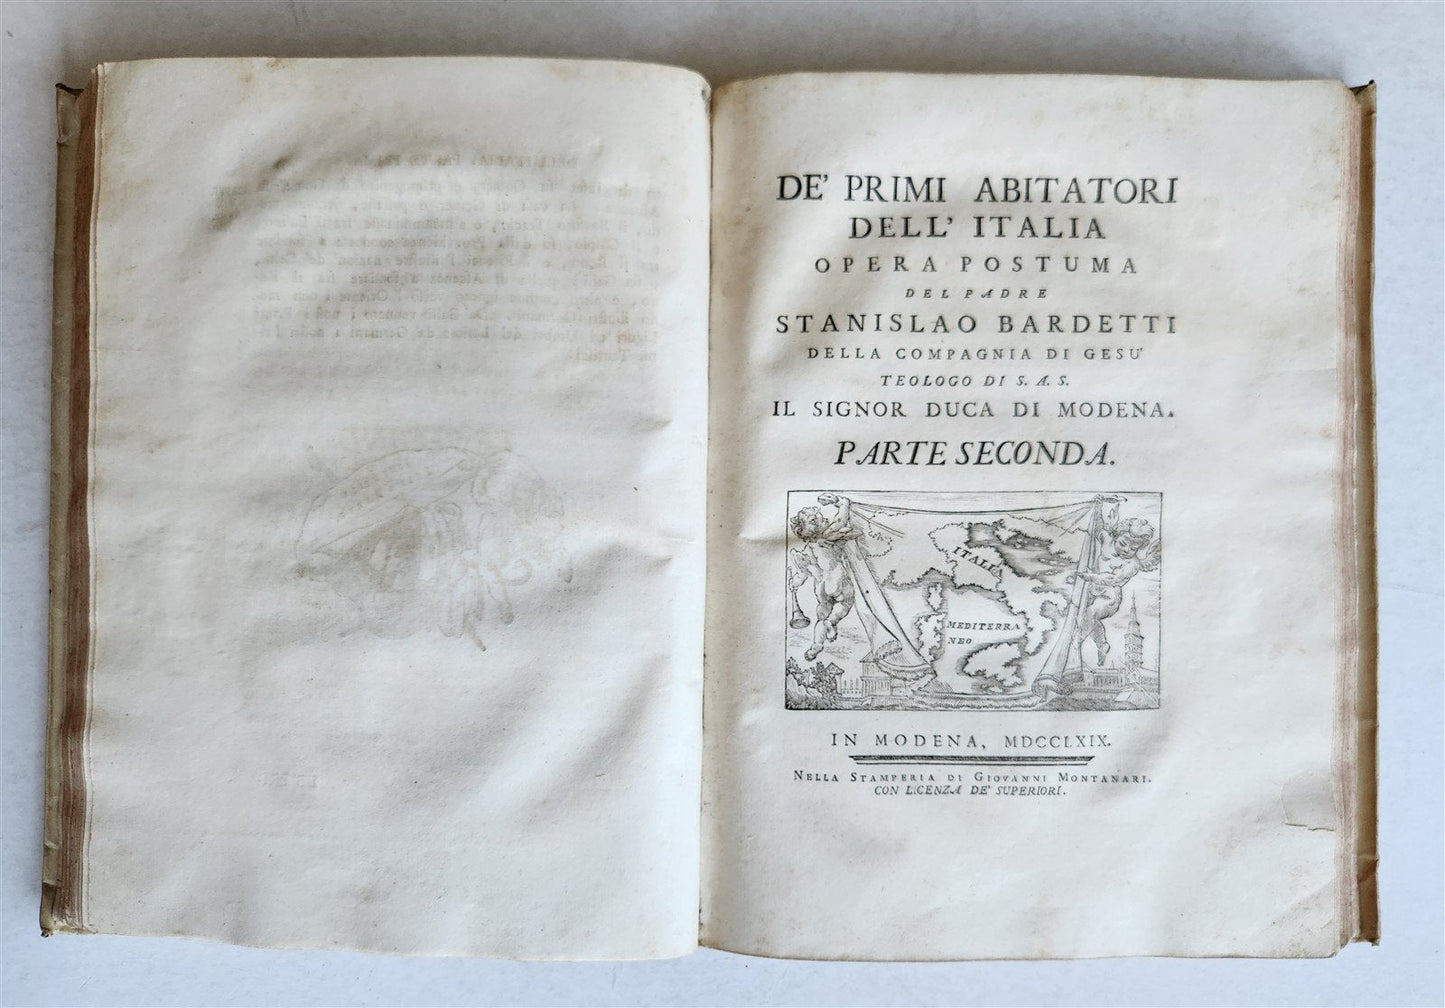 DE' PRIMI ABITATORI
DELL' ITALIA
OPERA POSTUMA
DEL PADRE
STANISLAO BARDETTI
DELLA COMPAGNIA DI GESU'
TEOLOGO DI S. A. S.
IL SIGNOR DUCA DI MODENA.
PARTE SECONDA.
ITALIA
MEDITERRA
NEO
IN MODENA, MDCCLXIX.
NELLA STAMPERIA DI GIOVANNI MONTANARI.
CON LICENZA DE' SUPERIORI.